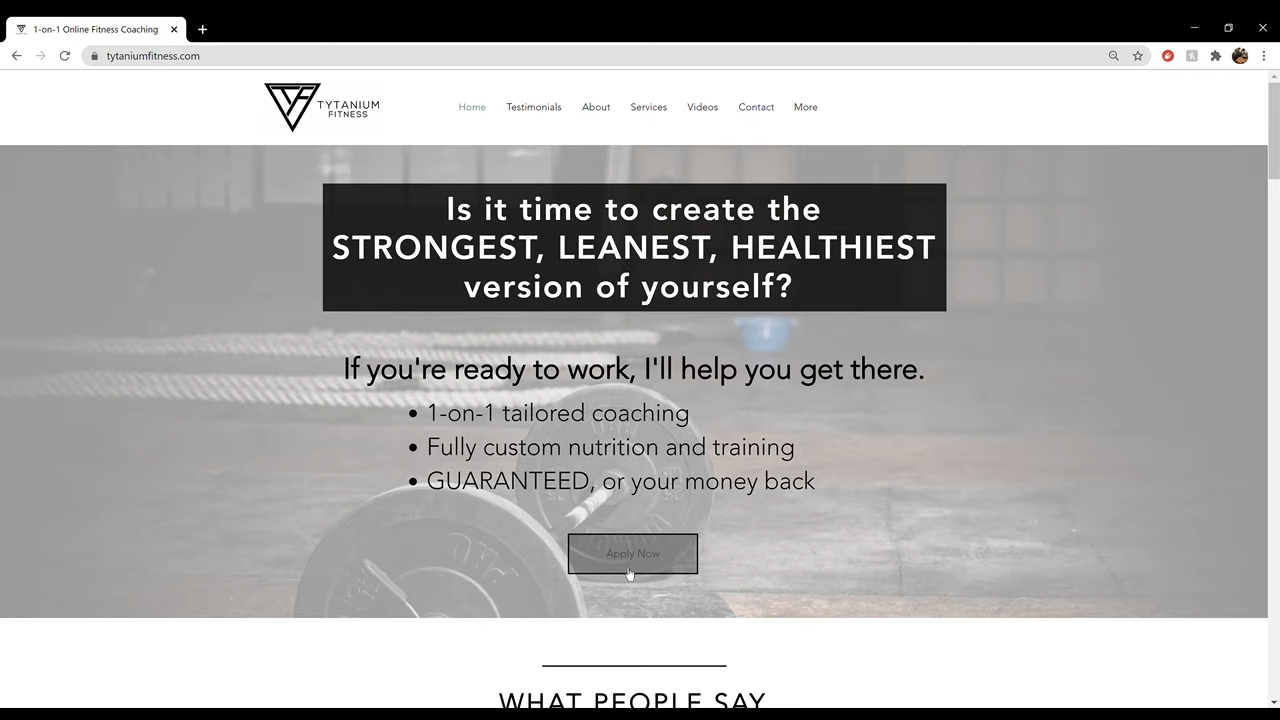 1-on-1 Online Fitness Coaching
tytaniumfitness.com
TYTANIUM
FITNESS
Home Testimonials About Services Videos Contact More
Is it time to create the
STRONGEST, LEANEST, HEALTHIEST
version of yourself?
If you're ready to work, I'll help you get there.
• 1-on-1 tailored coaching
• Fully custom nutrition and training
• GUARANTEED, or your money back
Apply Now
WHAT PEOPLE SAY